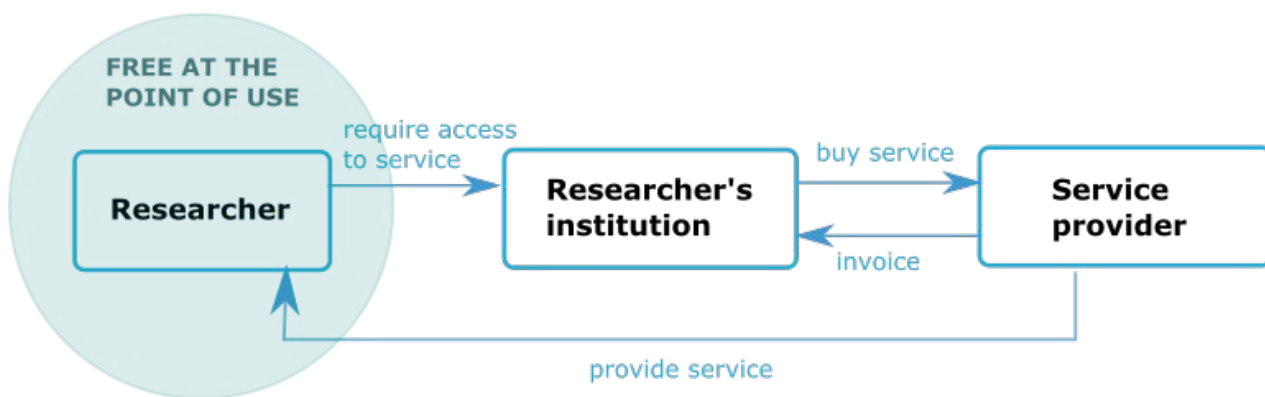 FREE AT THE
POINT OF USE
Researcher
require access
to service
Researcher's
institution
buy service
invoice
Service
provider
provide service